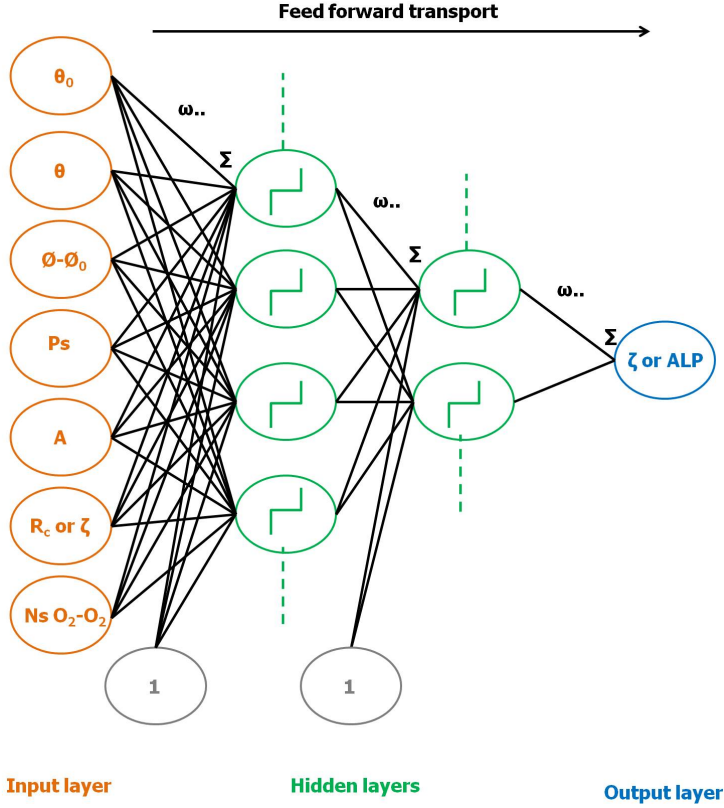 Feed forward transport
θ₀
ω..
Σ
θ
ω..
Ø-Ø₀
Σ
ω..
Ps
Σ
ζ or ALP
A
R꜀ or ζ
Ns O₂-O₂
1
1
Input layer
Hidden layers
Output layer